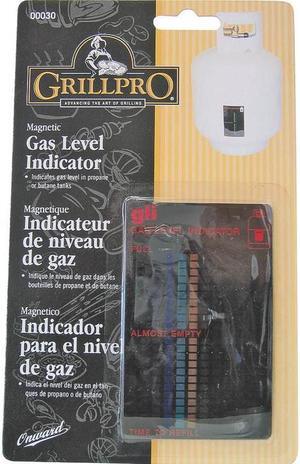 00030
GRILLPRO®
ADVANCING THE ART OF GRILLING
Magnetic
Gas Level
Indicator
• Indicates gas level in propane
or butane tanks
Magnetique
Indicateur
de niveau
de gaz
• Indique le niveau de gaz dans les
bouteilles de propane et de butane
Magnetico
Indicador
para el nivel
de gaz
• Indica el nivel del gaz en el tan-
ques de propano o de butano
Onward
gli
GAS LEVEL INDICATOR
FULL
ALMOST EMPTY
TIME TO REFILL